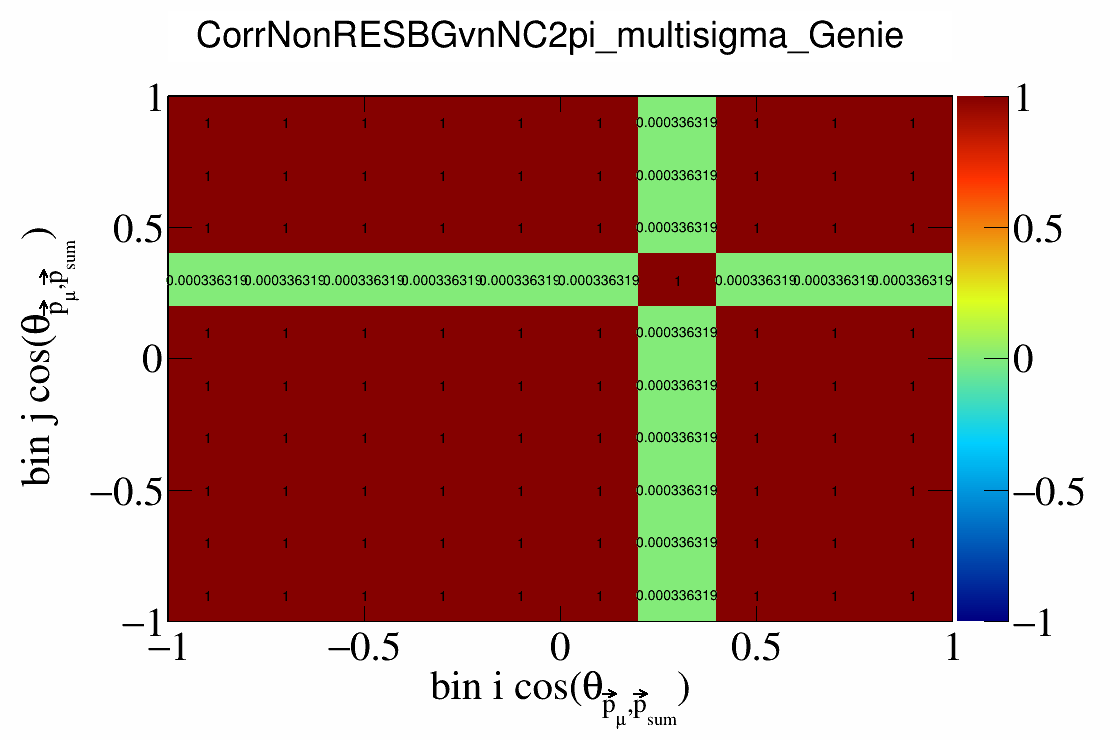 CorrNonRESBGvnNC2pi_multisigma_Genie
1 1
1 1 1 1 1 1 0.000336319 1 1 1
1 1 1 1 1 1 0.000336319 1 1 1
0.5 1 1 1 1 1 1 0.000336319 1 1 1 0.5
0.000336319 0.000336319 0.000336319 0.000336319 0.000336319 0.000336319 1 0.000336319 0.000336319 0.000336319
1 1 1 1 1 1 0.000336319 1 1 1
0 0
1 1 1 1 1 1 0.000336319 1 1 1
1 1 1 1 1 1 0.000336319 1 1 1
−0.5 1 1 1 1 1 1 0.000336319 1 1 1 −0.5
1 1 1 1 1 1 0.000336319 1 1 1
1 1 1 1 1 1 0.000336319 1 1 1
−1 −1
−1 −0.5 0 0.5 1
bin i cos(θp⃗μ,p⃗sum)
bin j cos(θp⃗μ,p⃗sum)